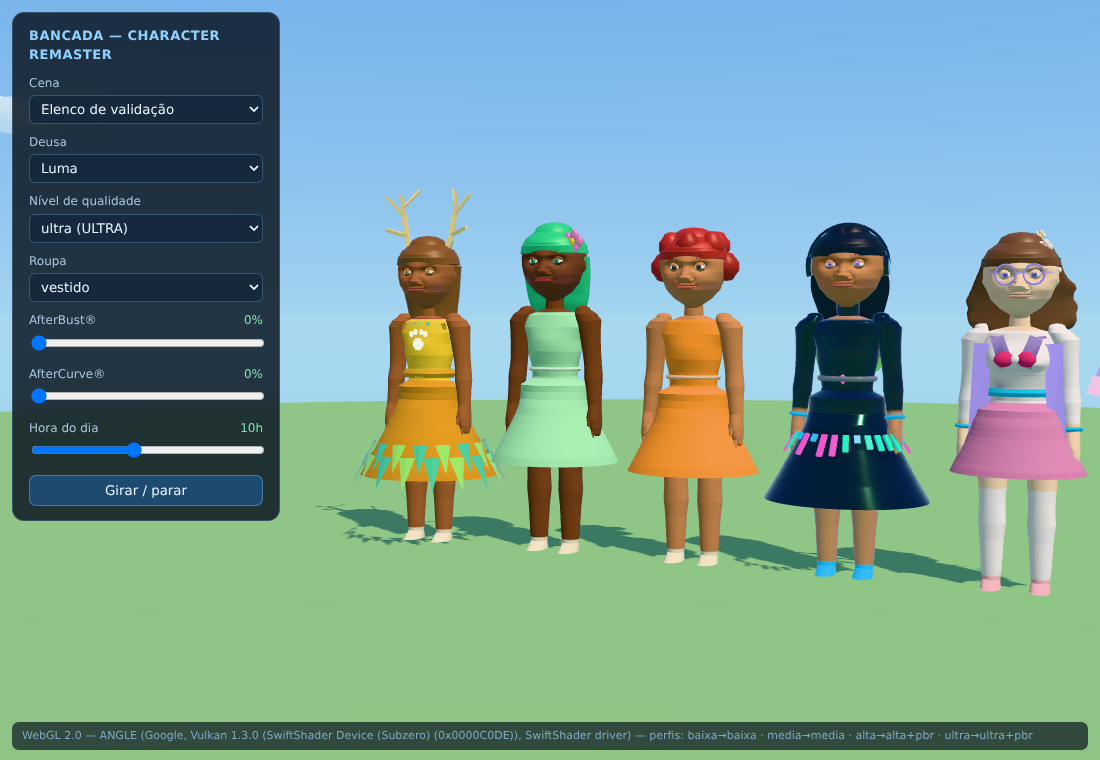 BANCADA — CHARACTER
REMASTER
Cena
Elenco de validação
Deusa
Luma
Nível de qualidade
ultra (ULTRA)
Roupa
vestido
AfterBust® 0%
AfterCurve® 0%
Hora do dia 10h
Girar / parar
WebGL 2.0 — ANGLE (Google, Vulkan 1.3.0 (SwiftShader Device (Subzero) (0x0000C0DE)), SwiftShader driver) — perfis: baixa→baixa · media→media · alta→alta+pbr · ultra→ultra+pbr